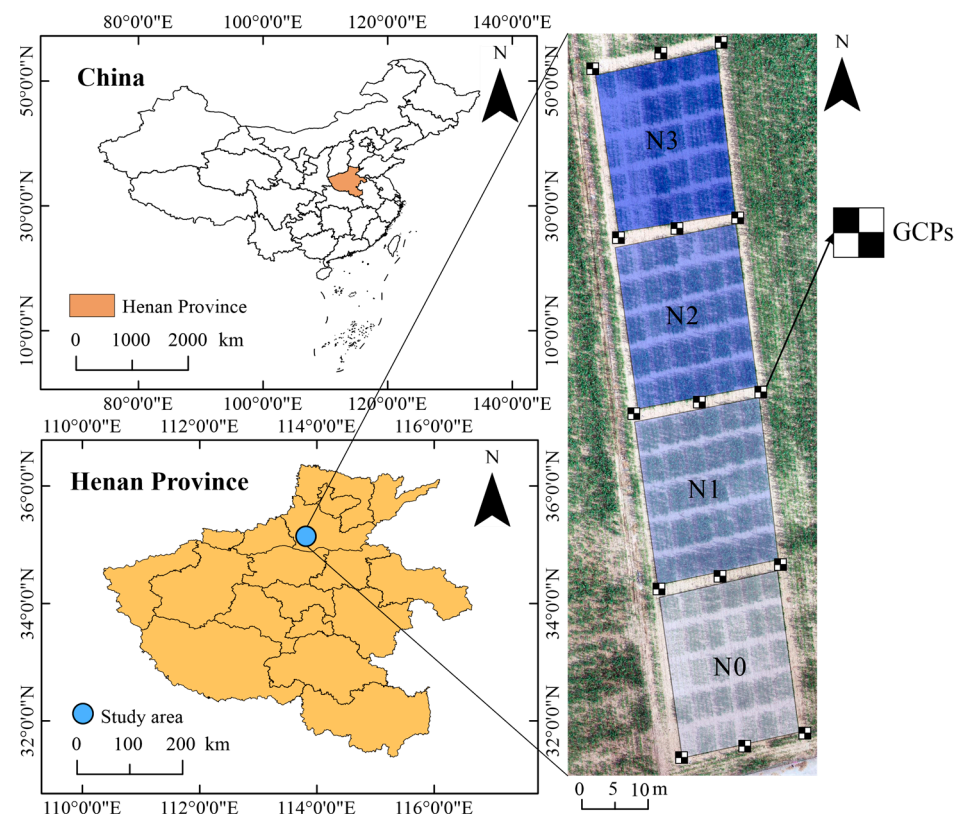 80°0'0"E 100°0'0"E 120°0'0"E 140°0'0"E
China
N
50°0'0"N
30°0'0"N
10°0'0"N
Henan Province
0 1000 2000 km
80°0'0"E 100°0'0"E 120°0'0"E 140°0'0"E
110°0'0"E 112°0'0"E 114°0'0"E 116°0'0"E
Henan Province
N
36°0'0"N
34°0'0"N
32°0'0"N
Study area
0 100 200 km
110°0'0"E 112°0'0"E 114°0'0"E 116°0'0"E
50°0'0"N
30°0'0"N
10°0'0"N
36°0'0"N
34°0'0"N
32°0'0"N
N3
N2
N1
N0
N
GCPs
0 5 10 m